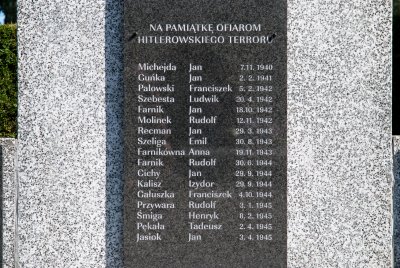 NA PAMIĄTKĘ OFIAROM
HITLEROWSKIEGO TERRORU
Michejda Jan 7.11.1940
Guńka Jan 2.2.1941
Pałowski Franciszek 5.2.1942
Szebesta Ludwik 20.4.1942
Farnik Jan 18.10.1942
Molinek Rudolf 12.11.1942
Recman Jan 29.3.1943
Szeliga Emil 30.8.1943
Farnikówna Anna 19.11.1943
Farnik Rudolf 30.6.1944
Cichy Jan 29.9.1944
Kalisz Izydor 29.9.1944
Gałuszka Franciszek 4.10.1944
Przywara Rudolf 3.1.1945
Śmiga Henryk 6.2.1945
Pękała Tadeusz 2.4.1945
Jasiok Jan 3.4.1945